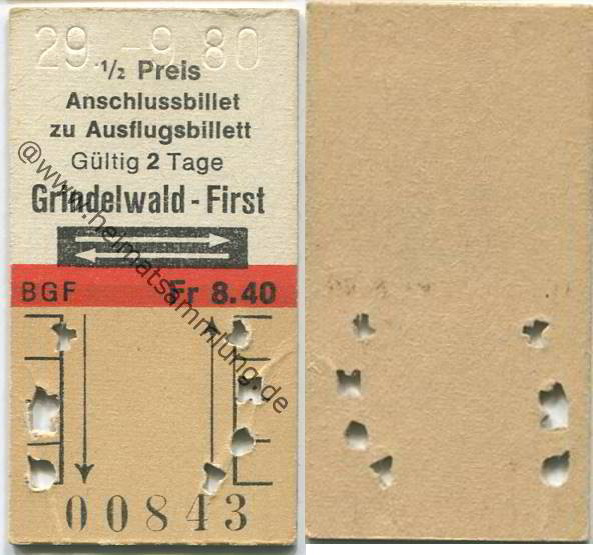 29. -9. 80
1/2 Preis
Anschlussbillet
zu Ausflugsbillett
Gültig 2 Tage
Grindelwald - First
BGF Fr 8.40
00843
@www.heimatsammlung.de